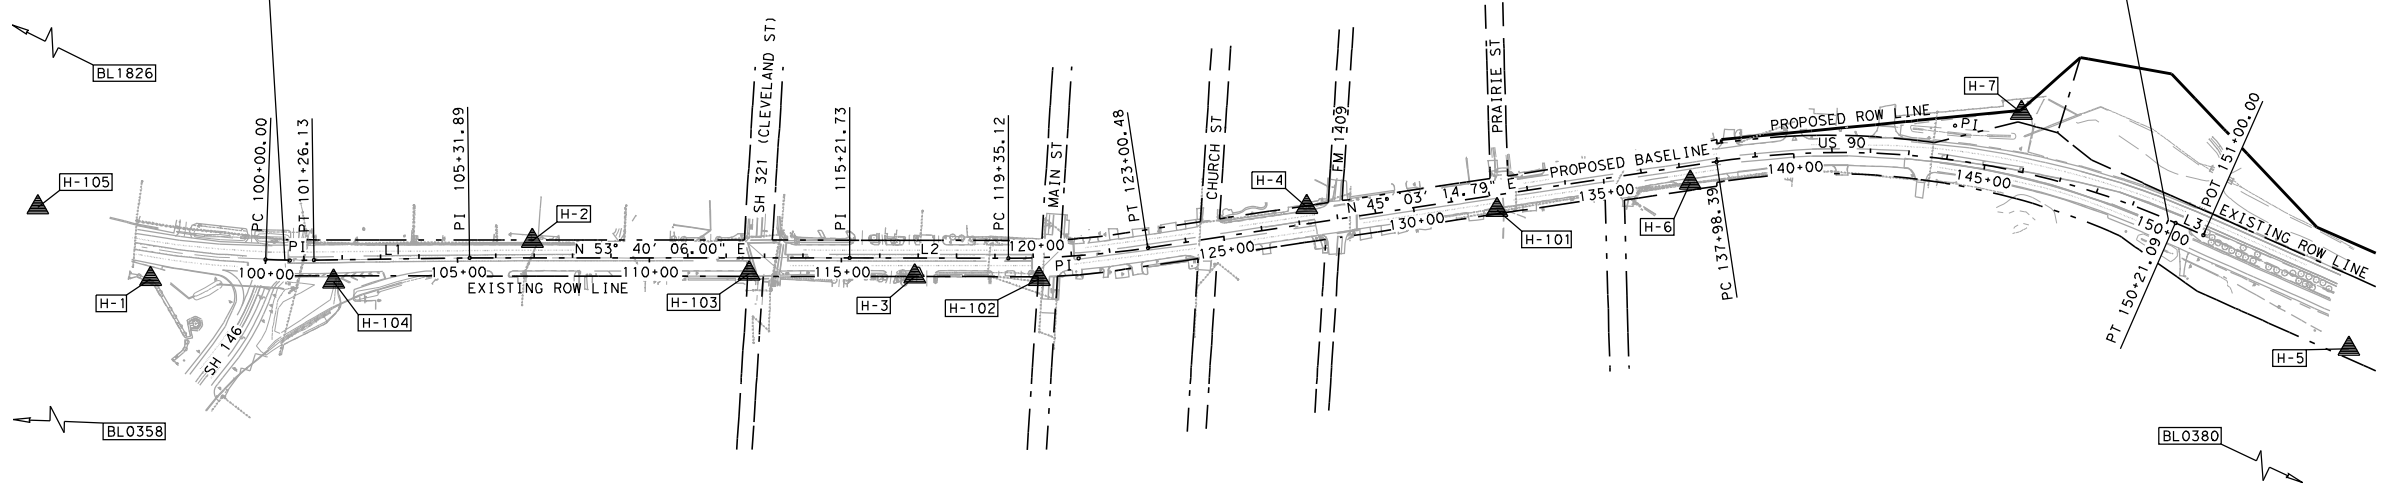 BL1826
H-105
H-1
BL0358
SH 146
PC 100+00.00
PT 101+26.13
PI
100+00
H-104
L1
PI 105+31.89
105+00
EXISTING ROW LINE
H-2
N 53° 40' 06.00" E
110+00
H-103
SH 321 (CLEVELAND ST)
PI 115+21.73
115+00
H-3
L2
PC 119+35.12
H-102
120+00
PI
MAIN ST
PT 123+00.48
CHURCH ST
125+00
H-4
FM 1409
N 45° 03' 14.79" E
130+00
PRAIRIE ST
H-101
PROPOSED BASELINE
135+00
H-6
PC 137+98.39
PROPOSED ROW LINE
US 90
140+00
PI
H-7
145+00
POT 151+00.00
L3
150+00
PT 150+21.09
EXISTING ROW LINE
H-5
BL0380